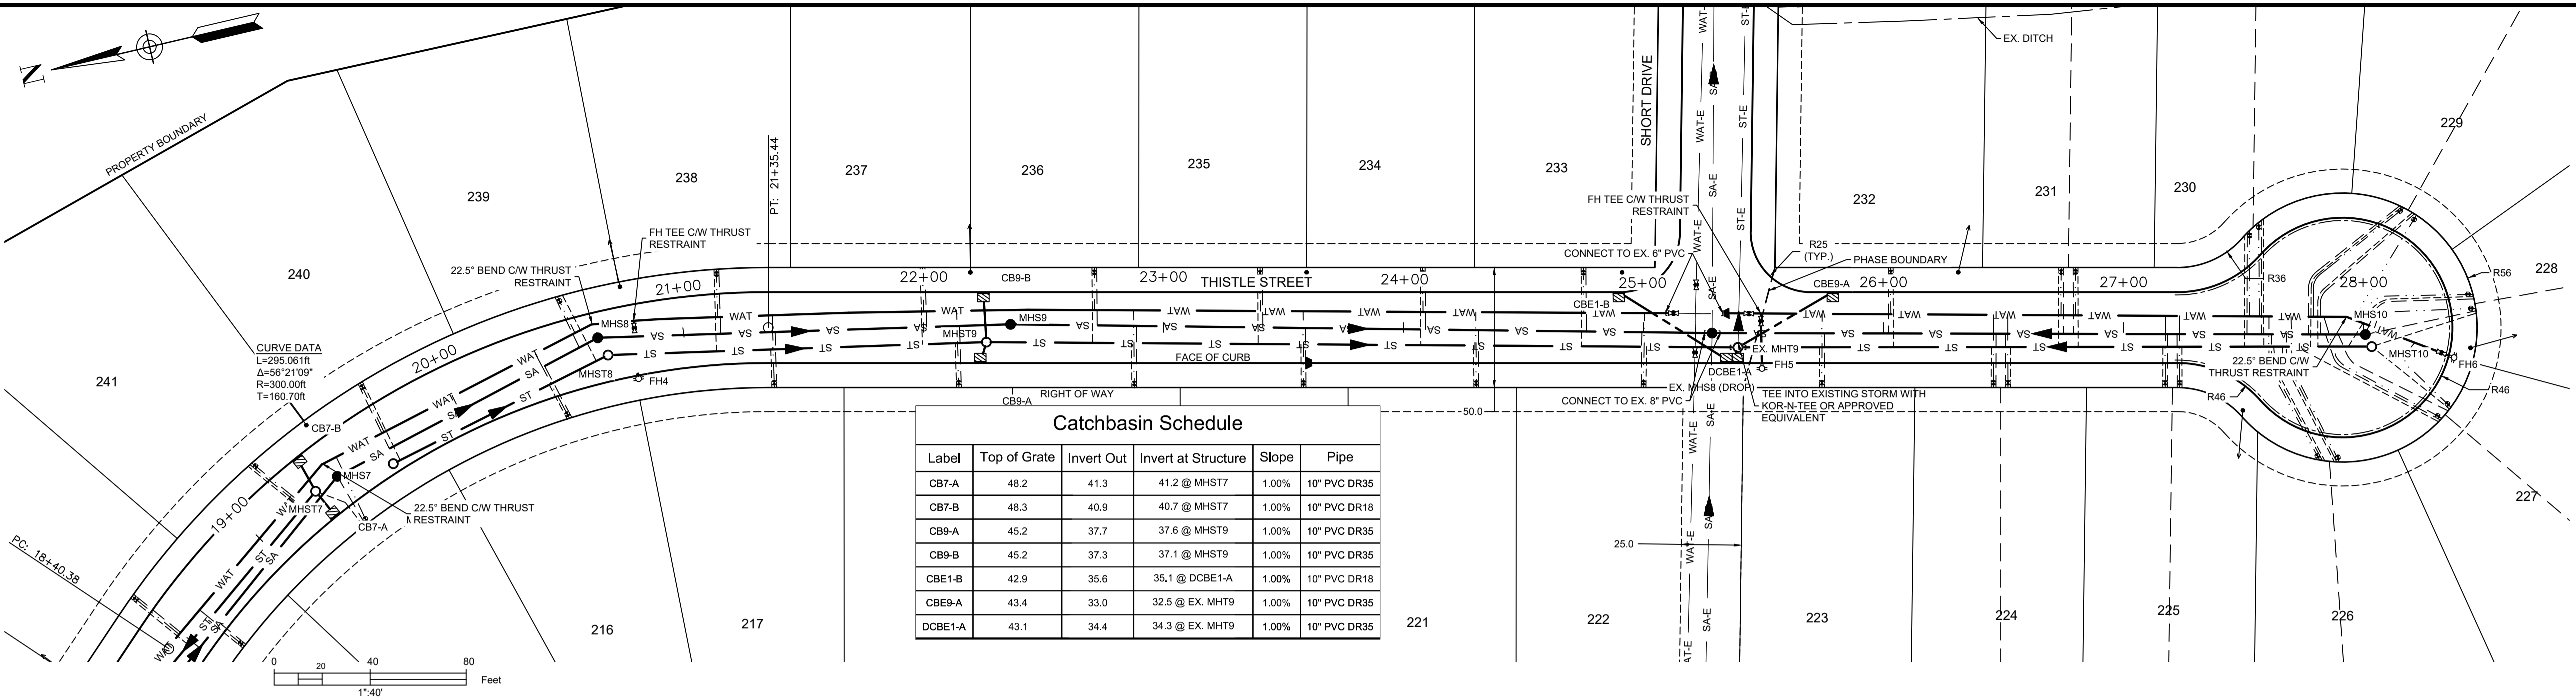 N
PROPERTY BOUNDARY
241
240
239
238
237
236
235
234
233
232
231
230
229
228
227
226
225
224
223
222
221
217
216
EX. DITCH
SHORT DRIVE
THISTLE STREET
PT: 21+35.44
PC: 18+40.38
19+00
20+00
21+00
22+00
23+00
24+00
25+00
26+00
27+00
28+00
CURVE DATA
L=295.061ft
Δ=56°21'09"
R=300.00ft
T=160.70ft
22.5° BEND C/W THRUST
RESTRAINT
FH TEE C/W THRUST
RESTRAINT
FH TEE C/W THRUST
RESTRAINT
CONNECT TO EX. 6" PVC
R25
(TYP.)
PHASE BOUNDARY
CB7-B
MHS7
MHST7
CB7-A
22.5° BEND C/W THRUST
RESTRAINT
MHS8
MHST8
FH4
CB9-B
MHS9
MHST9
CB9-A
FACE OF CURB
RIGHT OF WAY
CBE1-B
CBE9-A
EX. MHT9
FH5
DCBE1-A
EX. MHS8 (DROP)
CONNECT TO EX. 8" PVC
TEE INTO EXISTING STORM WITH
KOR-N-TEE OR APPROVED
EQUIVALENT
50.0
25.0
R36
R56
R46
R46
MHS10
MHST10
FH6
22.5° BEND C/W
THRUST RESTRAINT
WAT
SA
ST
WAT-E
SA-E
ST-E
Catchbasin Schedule
Label Top of Grate Invert Out Invert at Structure Slope Pipe
CB7-A 48.2 41.3 41.2 @ MHST7 1.00% 10" PVC DR35
CB7-B 48.3 40.9 40.7 @ MHST7 1.00% 10" PVC DR18
CB9-A 45.2 37.7 37.6 @ MHST9 1.00% 10" PVC DR35
CB9-B 45.2 37.3 37.1 @ MHST9 1.00% 10" PVC DR35
CBE1-B 42.9 35.6 35.1 @ DCBE1-A 1.00% 10" PVC DR18
CBE9-A 43.4 33.0 32.5 @ EX. MHT9 1.00% 10" PVC DR35
DCBE1-A 43.1 34.4 34.3 @ EX. MHT9 1.00% 10" PVC DR35
0 20 40 80
Feet
1":40'